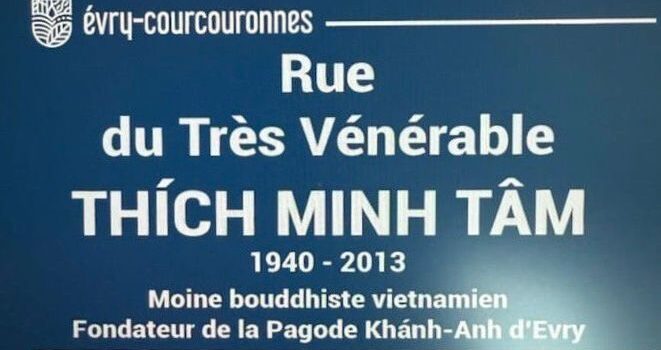 évry-courcouronnes
Rue
du Très Vénérable
THÍCH MINH TÂM
1940 - 2013
Moine bouddhiste vietnamien
Fondateur de la Pagode Khánh-Anh d'Evry